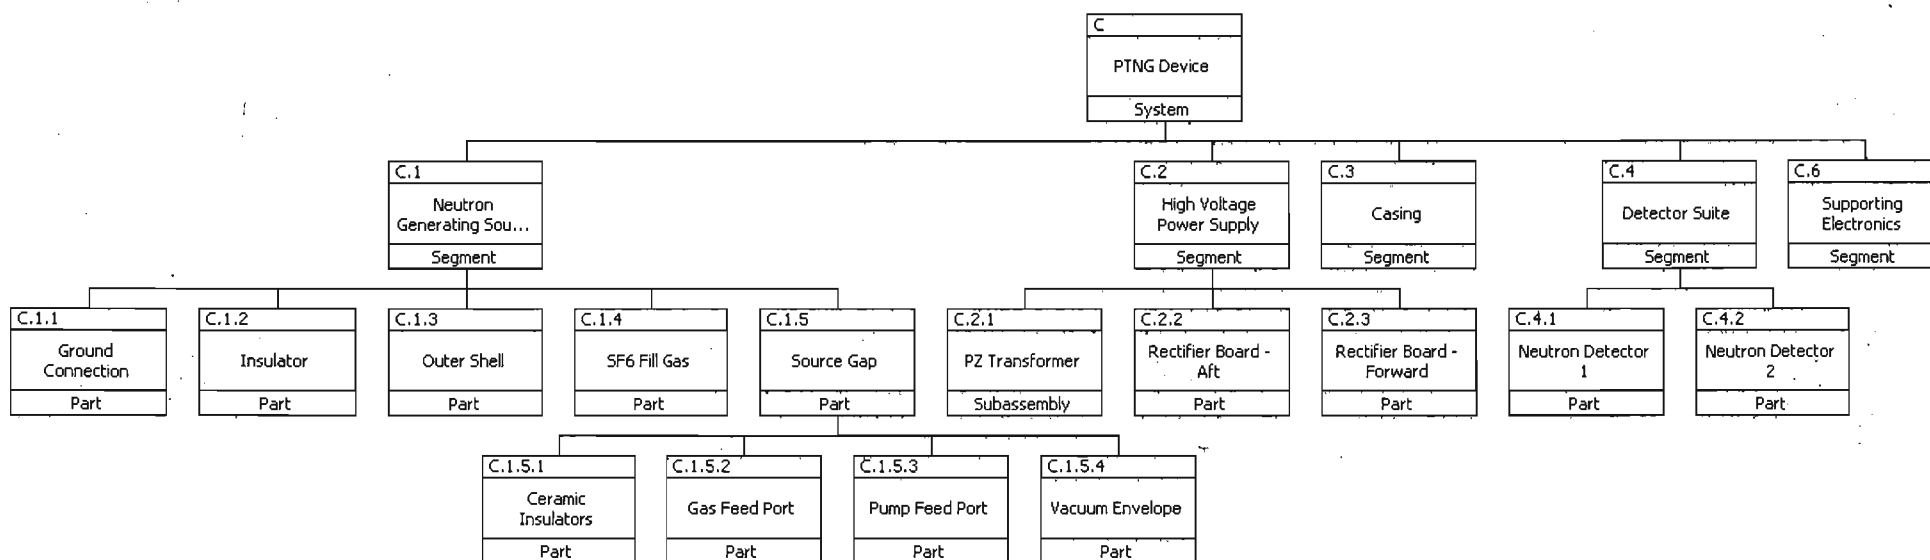 C
PTNG Device
System
C.1
Neutron
Generating Sou...
Segment
C.2
High Voltage
Power Supply
Segment
C.3
Casing
Segment
C.4
Detector Suite
Segment
C.6
Supporting
Electronics
Segment
C.1.1
Ground
Connection
Part
C.1.2
Insulator
Part
C.1.3
Outer Shell
Part
C.1.4
SF6 Fill Gas
Part
C.1.5
Source Gap
Part
C.2.1
PZ Transformer
Subassembly
C.2.2
Rectifier Board -
Aft
Part
C.2.3
Rectifier Board -
Forward
Part
C.4.1
Neutron Detector
1
Part
C.4.2
Neutron Detector
2
Part
C.1.5.1
Ceramic
Insulators
Part
C.1.5.2
Gas Feed Port
Part
C.1.5.3
Pump Feed Port
Part
C.1.5.4
Vacuum Envelope
Part